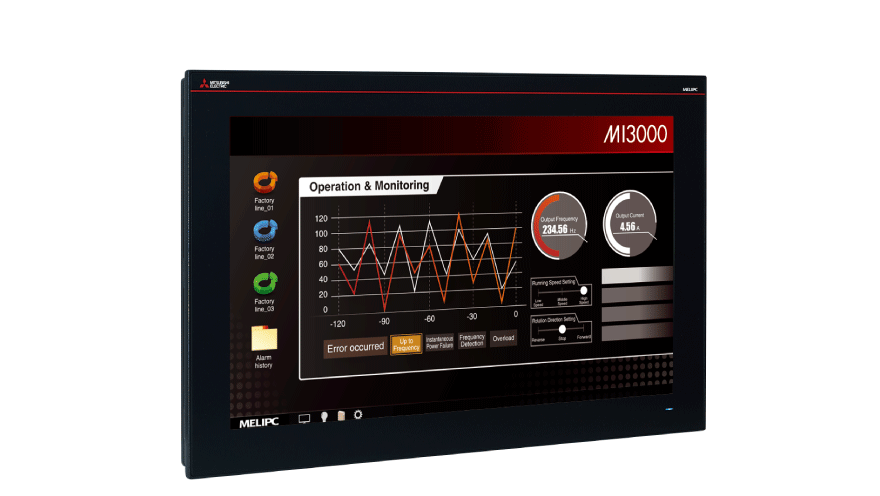 MITSUBISHI
ELECTRIC
MELIPC
MI3000
Factory
line_01
Factory
line_02
Factory
line_03
Alarm
history
Operation & Monitoring
120
100
80
60
40
20
0
-120
-90
-60
-30
0
Error occurred
Up to
Frequency
Instantaneous
Power Failure
Frequency
Detection
Overload
Output Frequency
234.56 Hz
Output Current
4.56 A
Running Speed Setting
Low
Speed
Middle
Speed
High
Speed
Rotation Direction Setting
Reverse
Stop
Forward
MELIPC